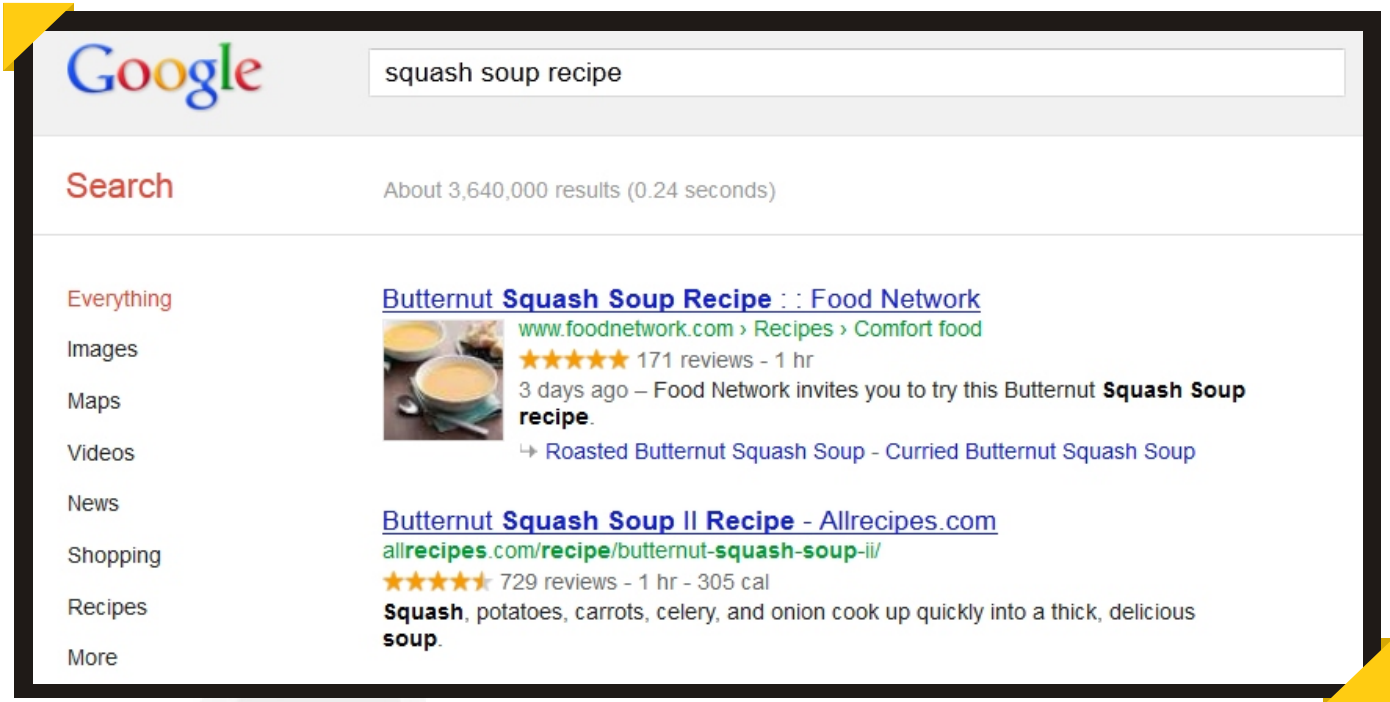 Google
squash soup recipe
Search
About 3,640,000 results (0.24 seconds)
Everything
Images
Maps
Videos
News
Shopping
Recipes
More
Butternut Squash Soup Recipe : : Food Network
www.foodnetwork.com › Recipes › Comfort food
171 reviews - 1 hr
3 days ago – Food Network invites you to try this Butternut Squash Soup
recipe.
Roasted Butternut Squash Soup - Curried Butternut Squash Soup
Butternut Squash Soup II Recipe - Allrecipes.com
allrecipes.com/recipe/butternut-squash-soup-ii/
729 reviews - 1 hr - 305 cal
Squash, potatoes, carrots, celery, and onion cook up quickly into a thick, delicious
soup.